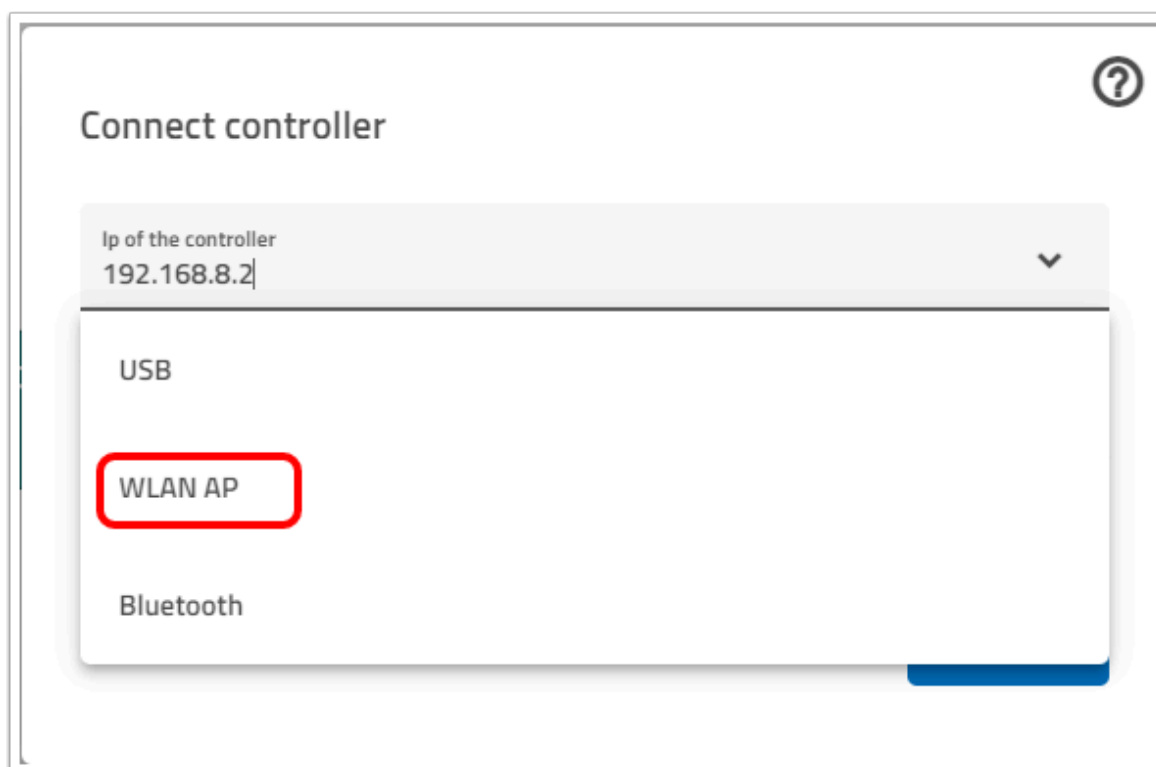 Connect controller
Ip of the controller
192.168.8.2
USB
WLAN AP
Bluetooth